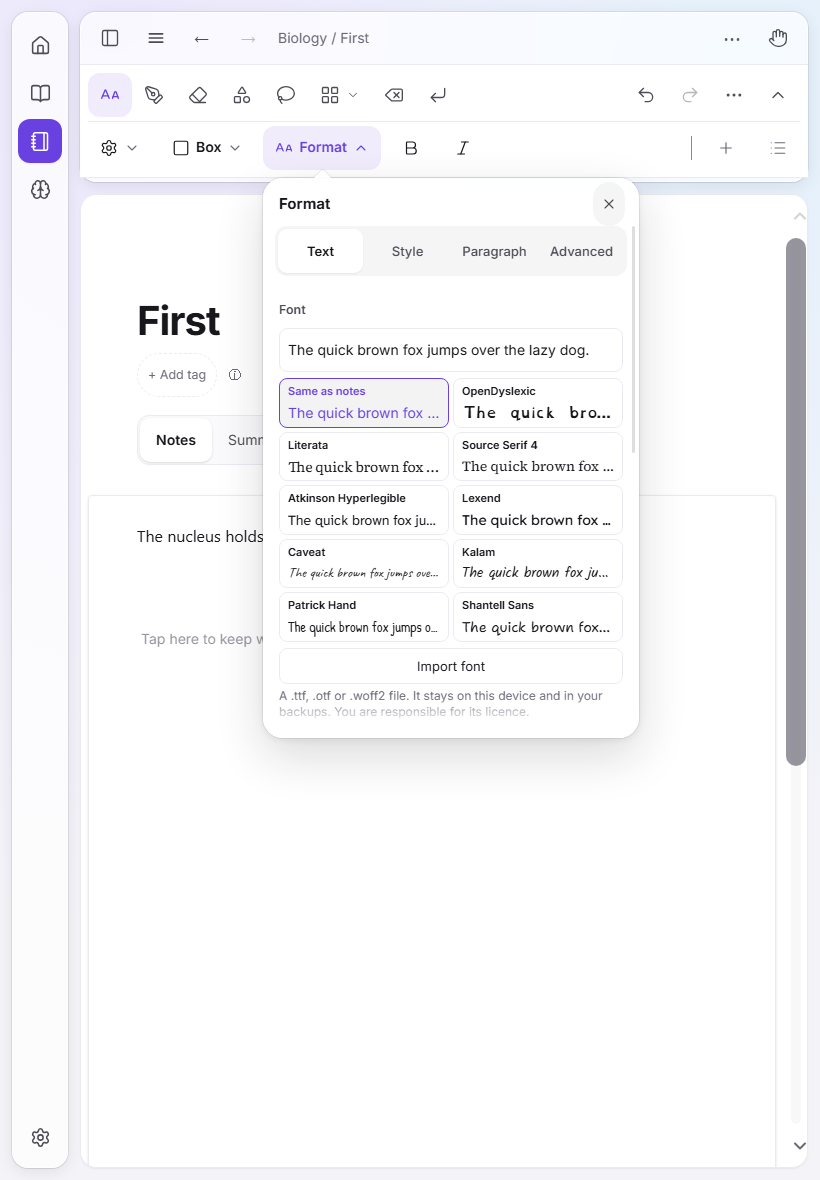 Biology / First
AA
Box
AA Format
B
I
Format
Text Style Paragraph Advanced
Font
The quick brown fox jumps over the lazy dog.
Same as notes
The quick brown fox ...
OpenDyslexic
The quick bro...
Literata
The quick brown fox ...
Source Serif 4
The quick brown fox ...
Atkinson Hyperlegible
The quick brown fox ju...
Lexend
The quick brown fox ...
Caveat
The quick brown fox jumps ove...
Kalam
The quick brown fox ju...
Patrick Hand
The quick brown fox jumps o...
Shantell Sans
The quick brown fox...
Import font
A .ttf, .otf or .woff2 file. It stays on this device and in your
backups. You are responsible for its licence.
First
+ Add tag
Notes Summ
The nucleus holds
Tap here to keep w